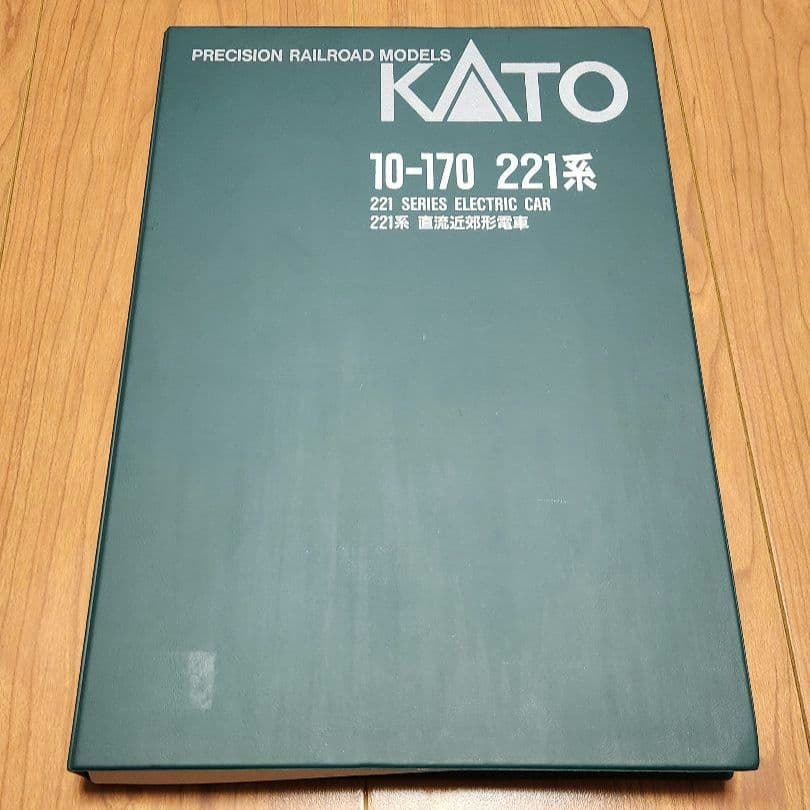 PRECISION RAILROAD MODELS
KATO
10-170 221系
221 SERIES ELECTRIC CAR
221系 直流近郊形電車